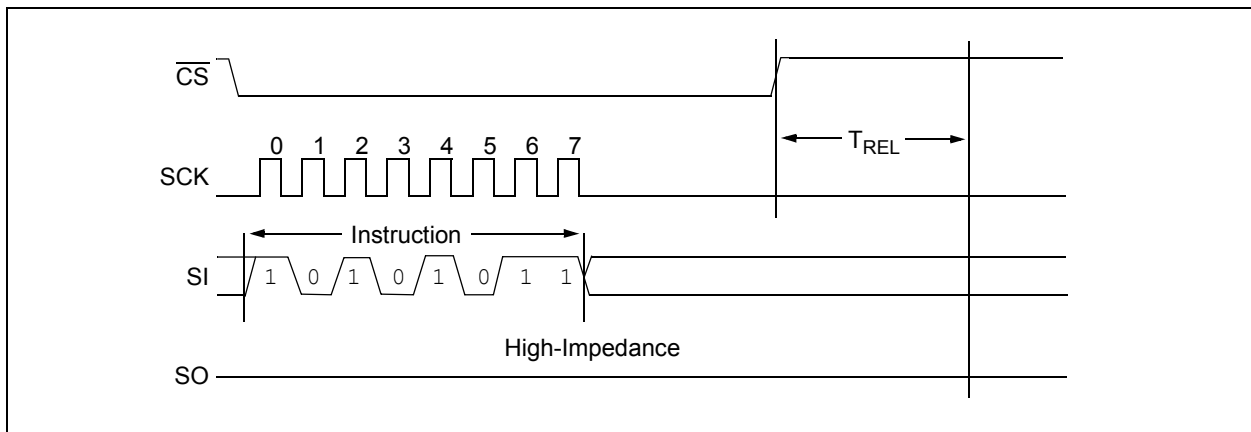 CS
TREL
0 1 2 3 4 5 6 7
SCK
Instruction
SI 1 0 1 0 1 0 1 1
High-Impedance
SO